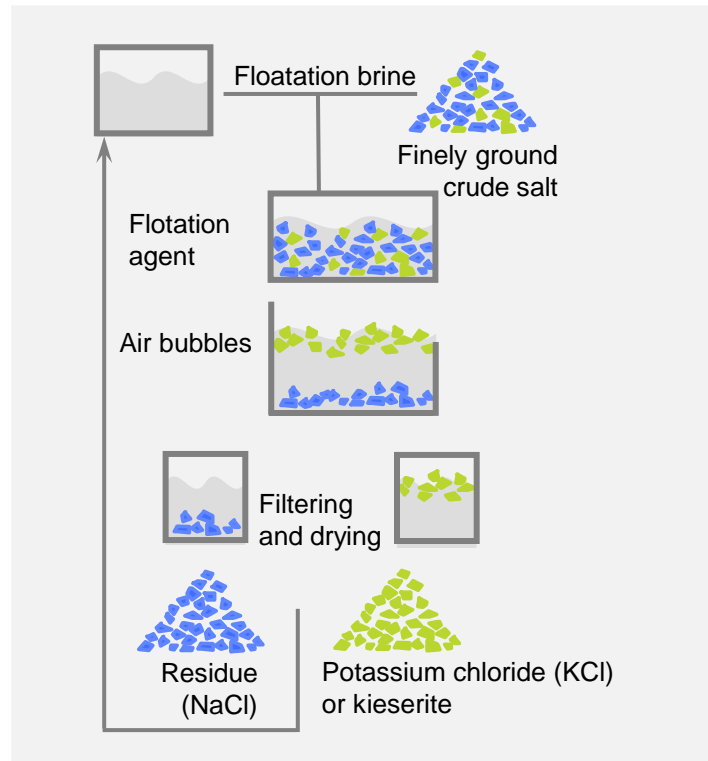 Floatation brine
Finely ground
crude salt
Flotation
agent
Air bubbles
Filtering
and drying
Residue
(NaCl)
Potassium chloride (KCl)
or kieserite